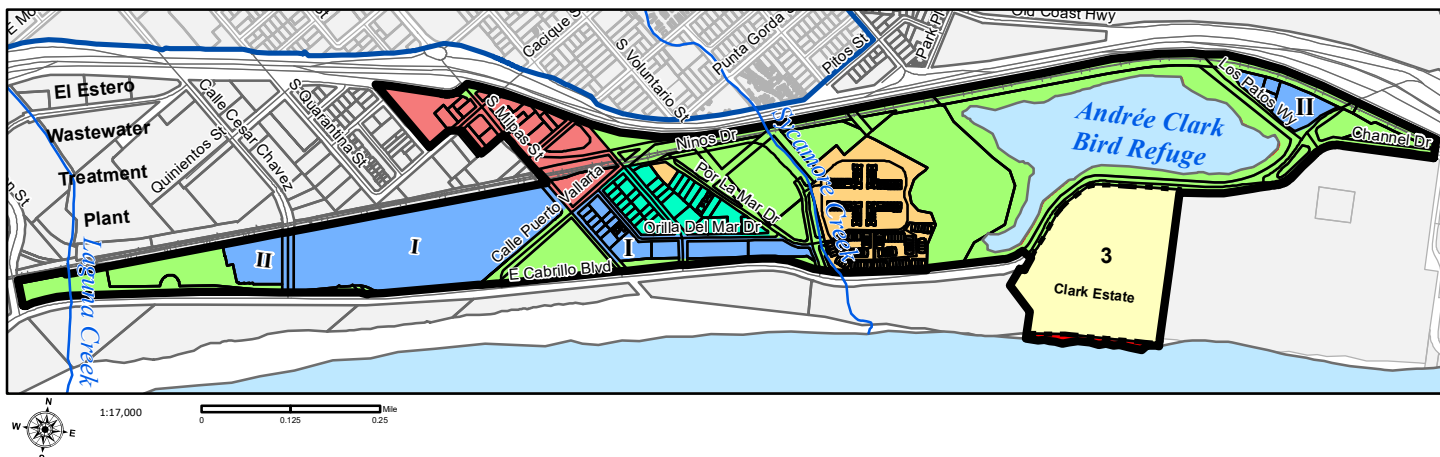 E Mo
St
Cacique S
S Voluntario St
Punta Gorda S
Pitos St
Park Pl
Old Coast Hwy
El Estero
Wastewater
Treatment
Plant
Quinientos St
Calle Cesar Chavez
S Quarantina St
S Milpas St
Ninos Dr
Sycamore Creek
Por La Mar Dr
Orilla Del Mar Dr
Calle Puerto Vallarta
E Cabrillo Blvd
Andrée Clark
Bird Refuge
Los Patos Wy
II
Channel Dr
n St
Laguna Creek
II
I
I
3
Clark Estate
N
W
E
S
1:17,000
Mile
0
0.125
0.25